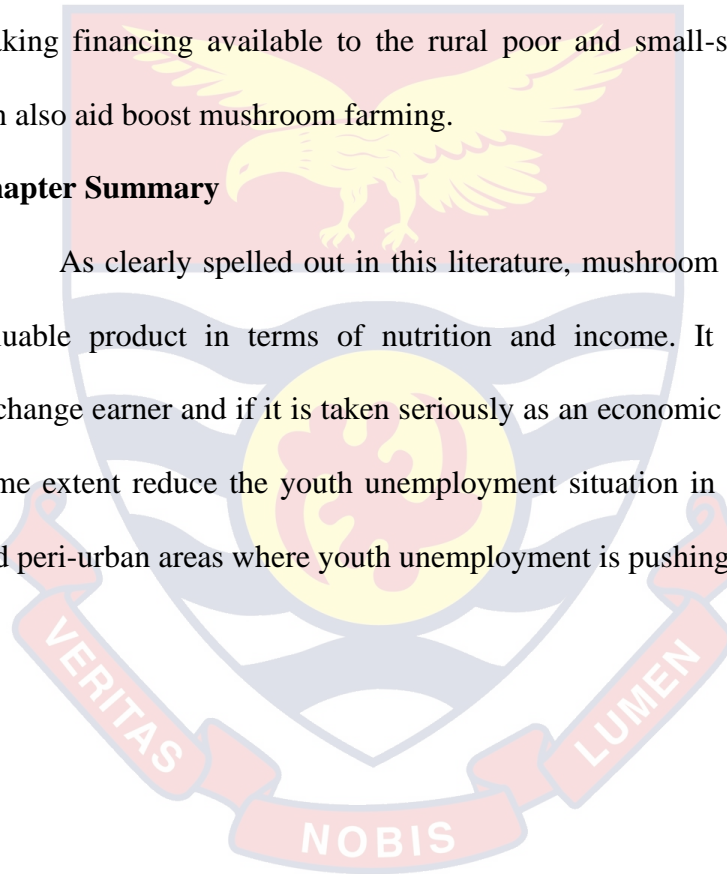 aking financing available to the rural poor and small-s
n also aid boost mushroom farming.
hapter Summary
As clearly spelled out in this literature, mushroom
luable product in terms of nutrition and income. It
change earner and if it is taken seriously as an economic
me extent reduce the youth unemployment situation in
d peri-urban areas where youth unemployment is pushing
VERITAS
NOBIS
LUMEN